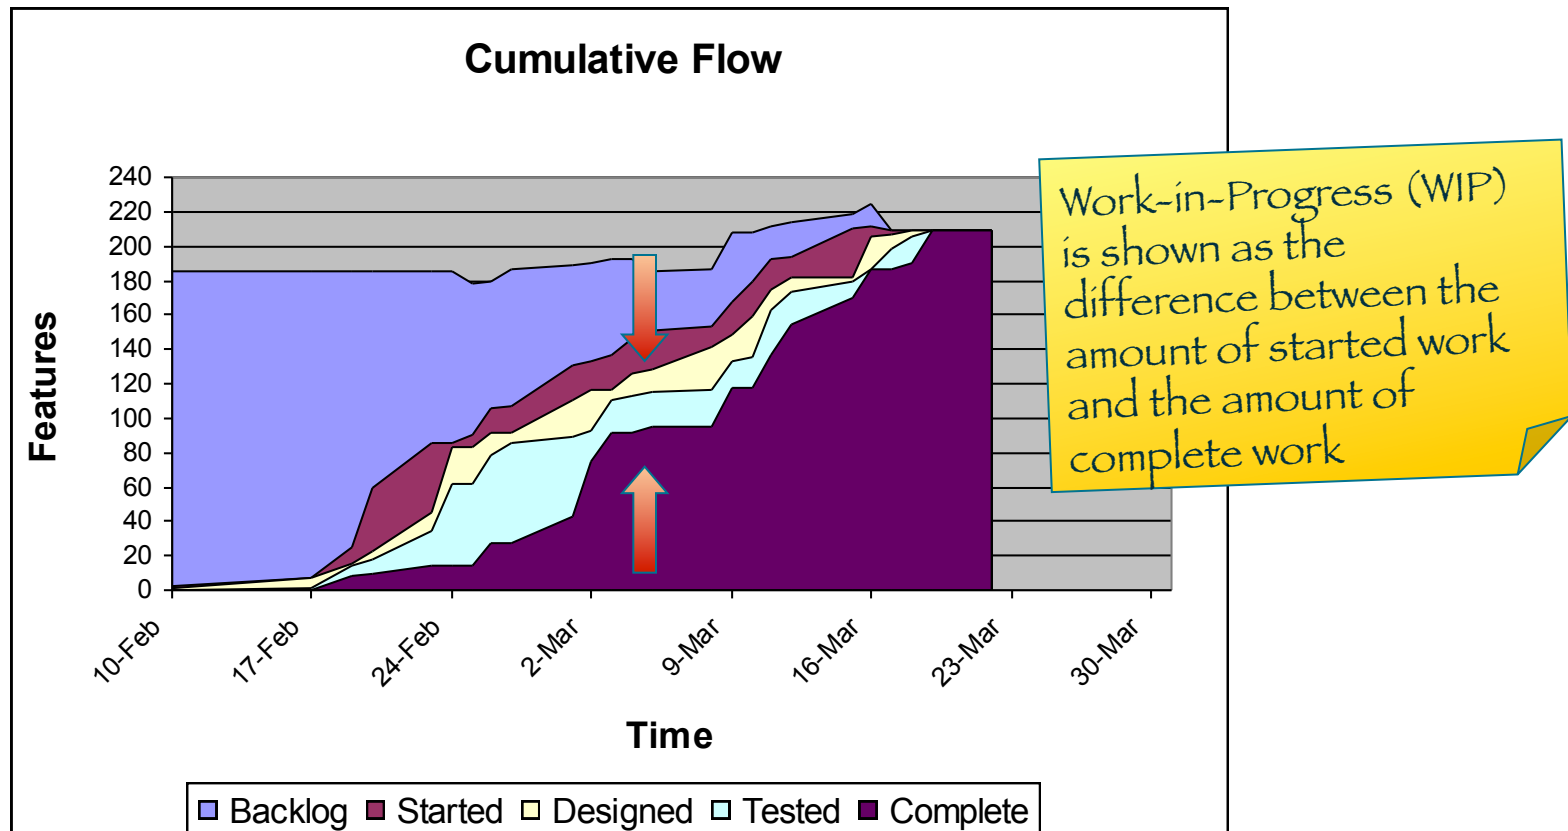 Cumulative Flow
240
220
200
180
160
140
120
100
80
60
40
20
0
Features
10-Feb
17-Feb
24-Feb
2-Mar
9-Mar
16-Mar
23-Mar
30-Mar
Time
Backlog Started Designed Tested Complete
Work-in-Progress (WIP)
is shown as the
difference between the
amount of started work
and the amount of
complete work